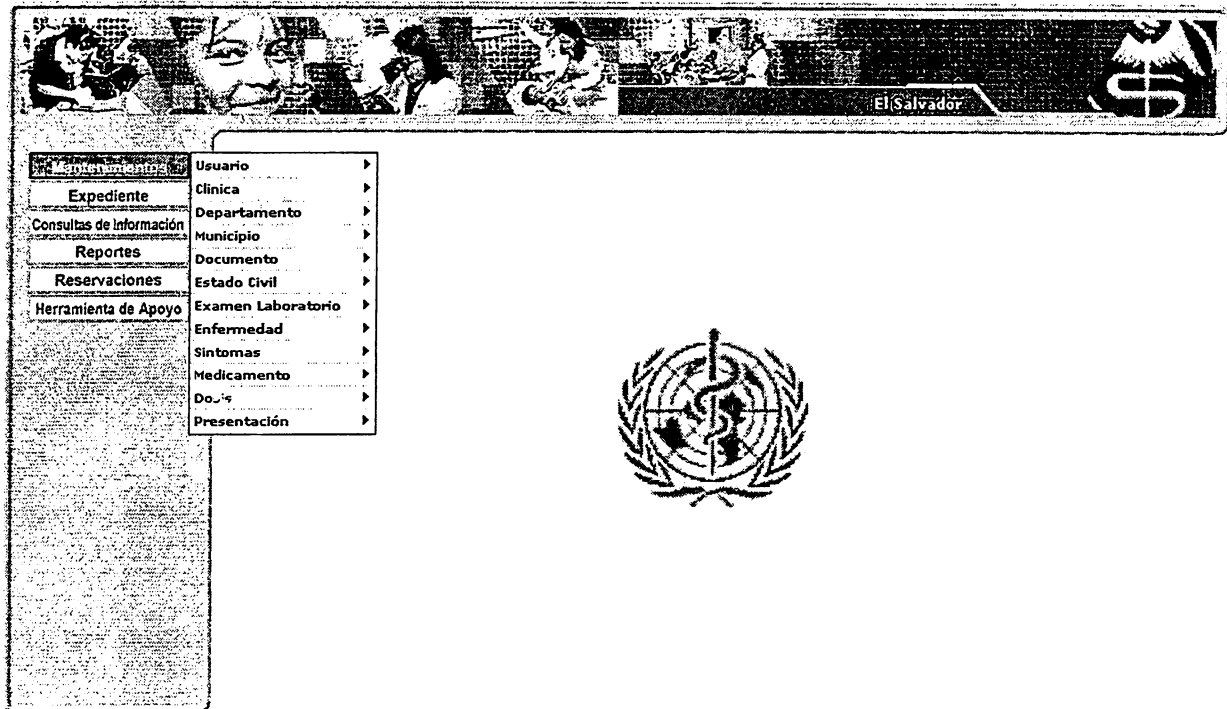 El Salvador
Mantenimientos
Expediente
Consultas de Información
Reportes
Reservaciones
Herramienta de Apoyo
Usuario
Clinica
Departamento
Municipio
Documento
Estado Civil
Examen Laboratorio
Enfermedad
Sintomas
Medicamento
Presentación